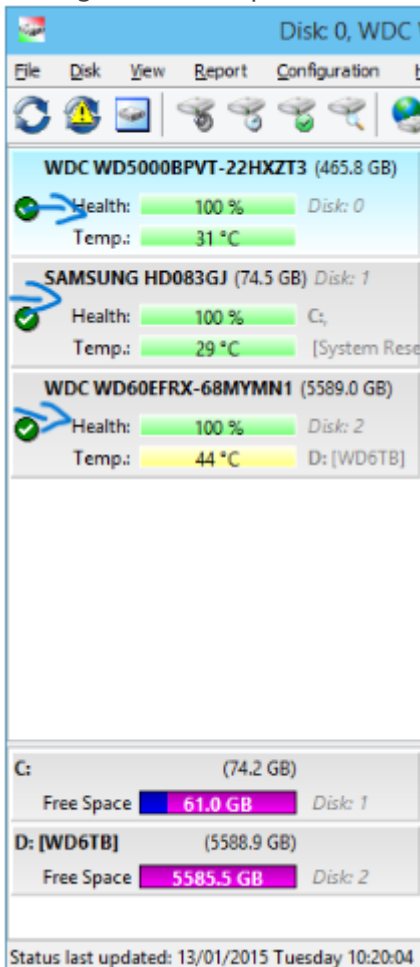 Disk: 0, WDC
File Disk View Report Configuration
WDC WD5000BPVT-22HXZT3 (465.8 GB)
Health: 100 % Disk: 0
Temp.: 31 °C
SAMSUNG HD083GJ (74.5 GB) Disk: 1
Health: 100 % C:,
Temp.: 29 °C [System Rese
WDC WD60EFRX-68MYMN1 (5589.0 GB)
Health: 100 % Disk: 2
Temp.: 44 °C D: [WD6TB]
C: (74.2 GB)
Free Space 61.0 GB Disk: 1
D: [WD6TB] (5588.9 GB)
Free Space 5585.5 GB Disk: 2
Status last updated: 13/01/2015 Tuesday 10:20:04